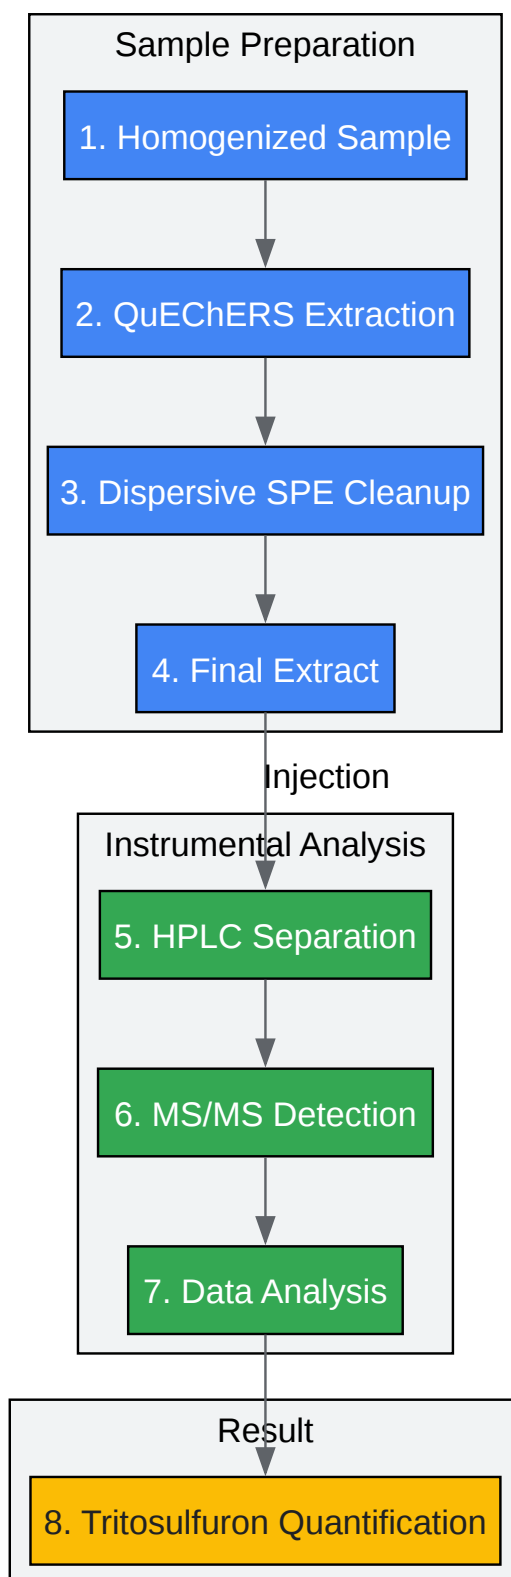 Sample Preparation
1. Homogenized Sample
2. QuEChERS Extraction
3. Dispersive SPE Cleanup
4. Final Extract
Injection
Instrumental Analysis
5. HPLC Separation
6. MS/MS Detection
7. Data Analysis
Result
8. Tritosulfuron Quantification